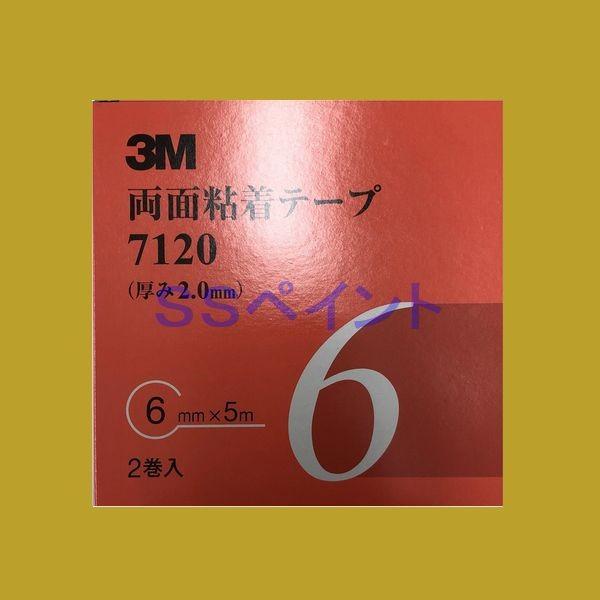 3M
両面粘着テープ
7120
(厚み2.0mm)
SSペイント
6
6 mm×5m
2巻入